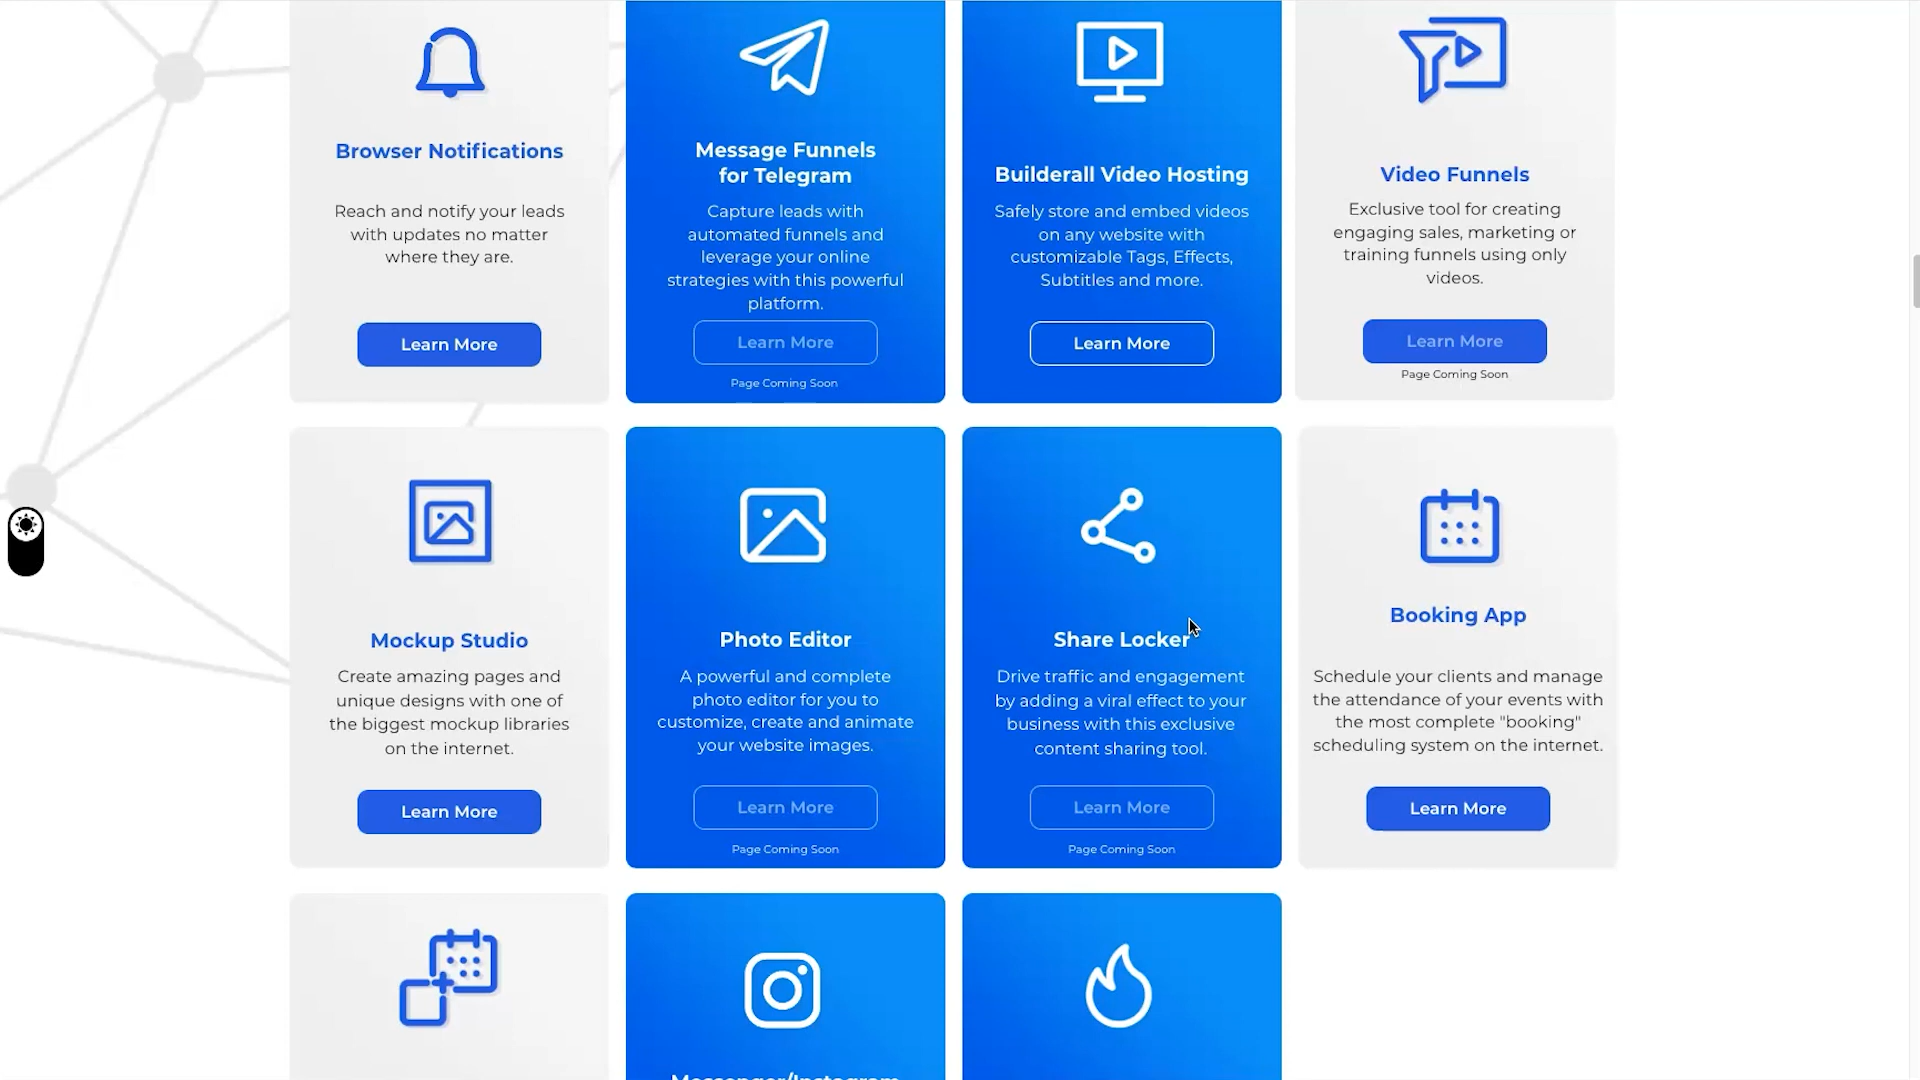 Browser Notifications
Reach and notify your leads
with updates no matter
where they are.
Learn More
Message Funnels
for Telegram
Capture leads with
automated funnels and
leverage your online
strategies with this powerful
platform.
Learn More
Page Coming Soon
Builderall Video Hosting
Safely store and embed videos
on any website with
customizable Tags, Effects,
Subtitles and more.
Learn More
Video Funnels
Exclusive tool for creating
engaging sales, marketing or
training funnels using only
videos.
Learn More
Page Coming Soon
Mockup Studio
Create amazing pages and
unique designs with one of
the biggest mockup libraries
on the internet.
Learn More
Photo Editor
A powerful and complete
photo editor for you to
customize, create and animate
your website images.
Learn More
Page Coming Soon
Share Locker
Drive traffic and engagement
by adding a viral effect to your
business with this exclusive
content sharing tool.
Learn More
Page Coming Soon
Booking App
Schedule your clients and manage
the attendance of your events with
the most complete "booking"
scheduling system on the internet.
Learn More
Messenger/Instagram